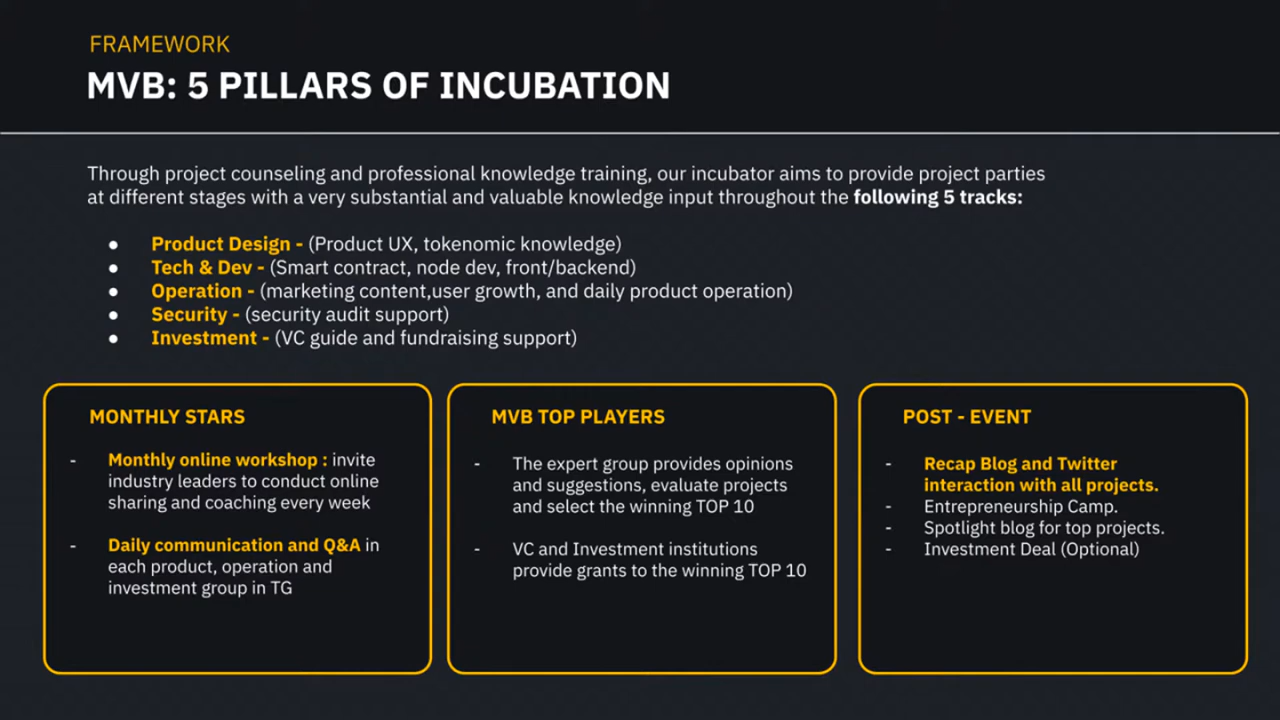 FRAMEWORK
MVB: 5 PILLARS OF INCUBATION
Through project counseling and professional knowledge training, our incubator aims to provide project parties
at different stages with a very substantial and valuable knowledge input throughout the following 5 tracks:
● Product Design - (Product UX, tokenomic knowledge)
● Tech & Dev - (Smart contract, node dev, front/backend)
● Operation - (marketing content,user growth, and daily product operation)
● Security - (security audit support)
● Investment - (VC guide and fundraising support)
MONTHLY STARS
- Monthly online workshop : invite
industry leaders to conduct online
sharing and coaching every week
- Daily communication and Q&A in
each product, operation and
investment group in TG
MVB TOP PLAYERS
- The expert group provides opinions
and suggestions, evaluate projects
and select the winning TOP 10
- VC and Investment institutions
provide grants to the winning TOP 10
POST - EVENT
- Recap Blog and Twitter
interaction with all projects.
- Entrepreneurship Camp.
- Spotlight blog for top projects.
- Investment Deal (Optional)